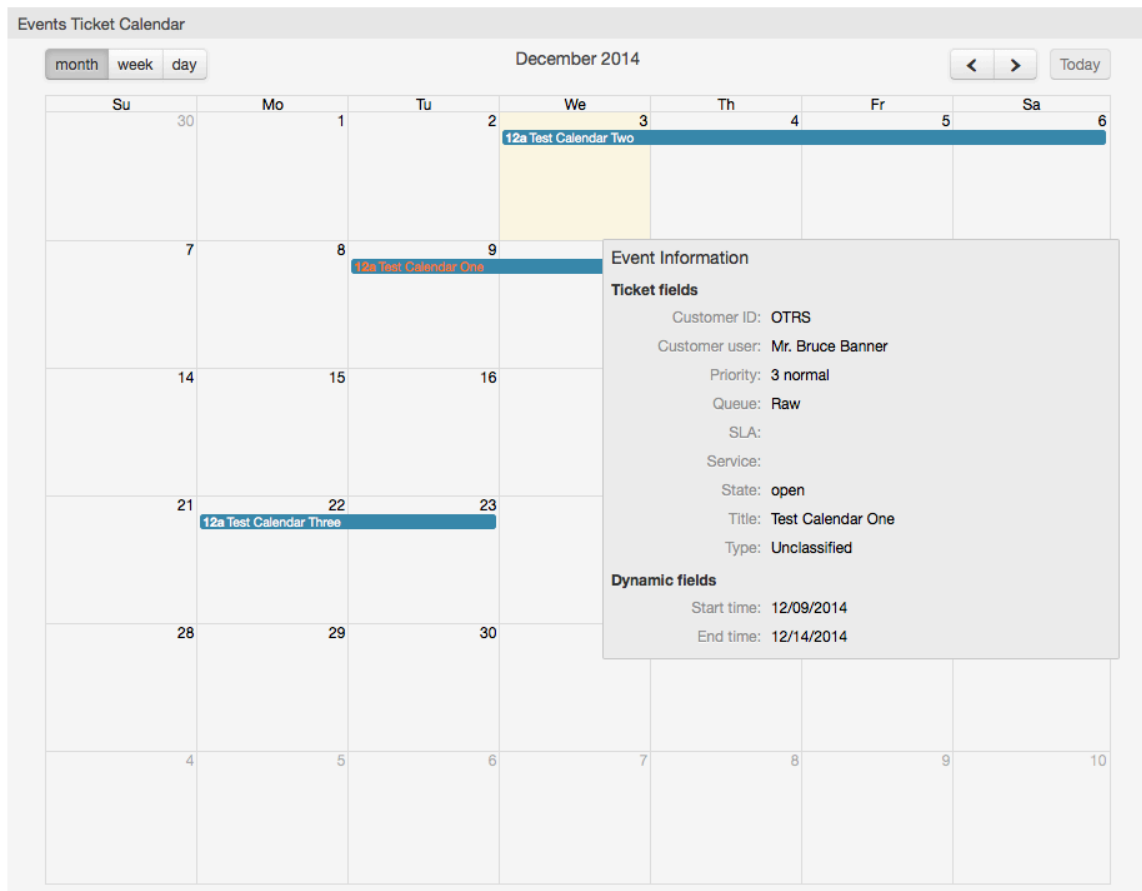 Events Ticket Calendar
month week day December 2014 < > Today
Su Mo Tu We Th Fr Sa
30 1 2 3 4 5 6
12a Test Calendar Two
7 8 9
12a Test Calendar One
Event Information
Ticket fields
Customer ID: OTRS
Customer user: Mr. Bruce Banner
14 15 16
Priority: 3 normal
Queue: Raw
SLA:
Service:
State: open
21 22 23
12a Test Calendar Three
Title: Test Calendar One
Type: Unclassified
Dynamic fields
Start time: 12/09/2014
28 29 30
End time: 12/14/2014
4 5 6 7 8 9 10